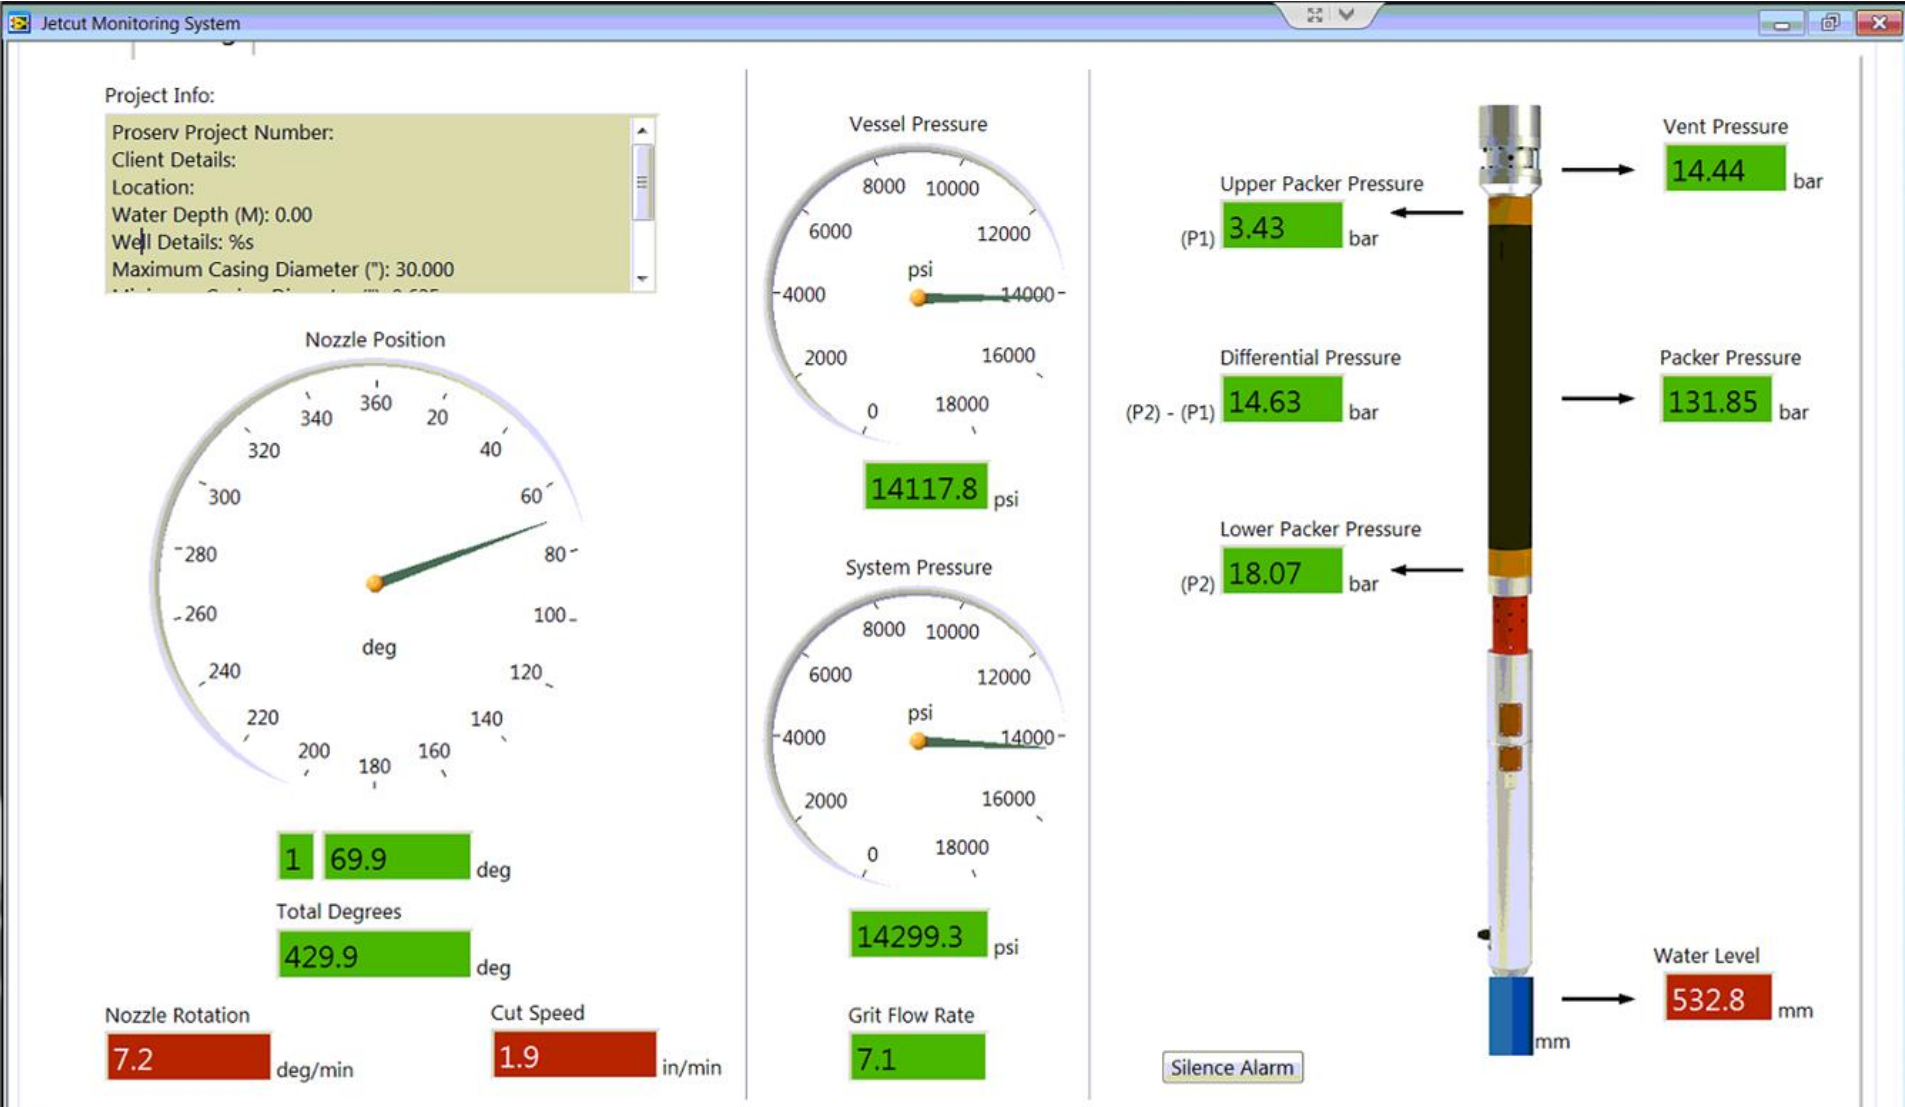 Jetcut Monitoring System
Project Info:
Proserv Project Number:
Client Details:
Location:
Water Depth (M): 0.00
Well Details: %s
Maximum Casing Diameter ("): 30.000
Nozzle Position
360
20
40
60
80
100
120
140
160
180
200
220
240
260
280
300
320
340
deg
1 69.9 deg
Total Degrees
429.9 deg
Nozzle Rotation
7.2 deg/min
Cut Speed
1.9 in/min
Vessel Pressure
0
2000
4000
6000
8000
10000
12000
14000
16000
18000
psi
14117.8 psi
System Pressure
0
2000
4000
6000
8000
10000
12000
14000
16000
18000
psi
14299.3 psi
Grit Flow Rate
7.1
Upper Packer Pressure
(P1) 3.43 bar
Differential Pressure
(P2) - (P1) 14.63 bar
Lower Packer Pressure
(P2) 18.07 bar
Vent Pressure
14.44 bar
Packer Pressure
131.85 bar
Water Level
532.8 mm
mm
Silence Alarm